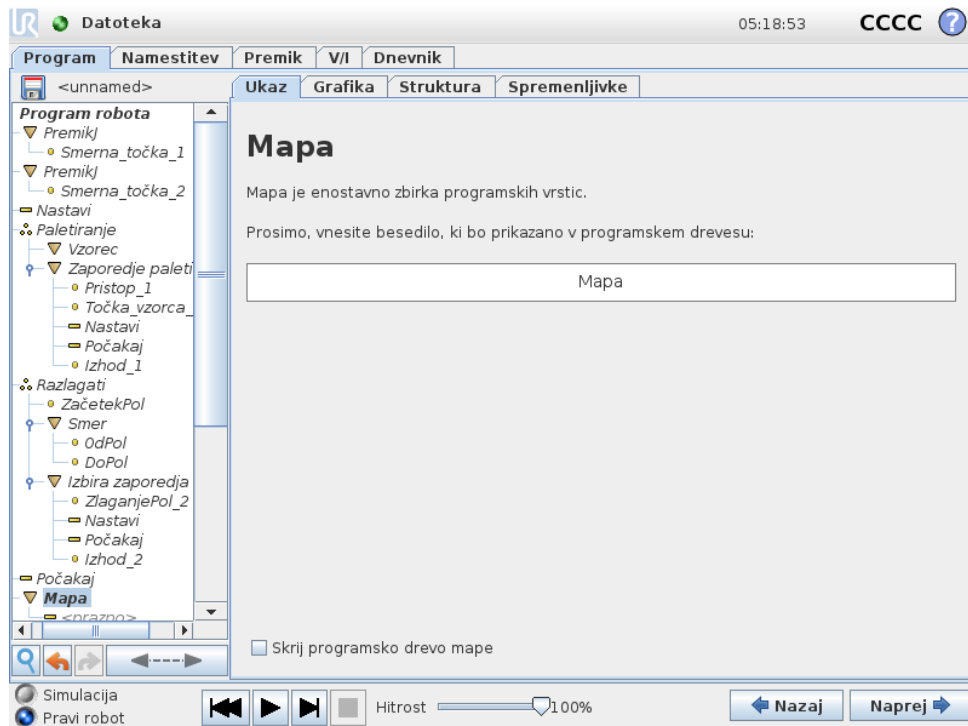 UR Datoteka 05:18:53 CCCC ?
Program Namestitev Premik V/I Dnevnik
<unnamed>
Ukaz Grafika Struktura Spremenljivke
Program robota
PremikJ
Smerna_točka_1
PremikJ
Smerna_točka_2
Nastavi
Paletiranje
Vzorec
Zaporedje paleti
Pristop_1
Točka_vzorca_
Nastavi
Počakaj
Izhod_1
Razlagati
ZačetekPol
Smer
OdPol
DoPol
Izbira zaporedja
ZlaganjePol_2
Nastavi
Počakaj
Izhod_2
Počakaj
Mapa
<prazno>
Mapa
Mapa je enostavno zbirka programskih vrstic.
Prosimo, vnesite besedilo, ki bo prikazano v programskem drevesu:
Mapa
Skrij programsko drevo mape
Simulacija
Pravi robot
Hitrost 100%
Nazaj Naprej